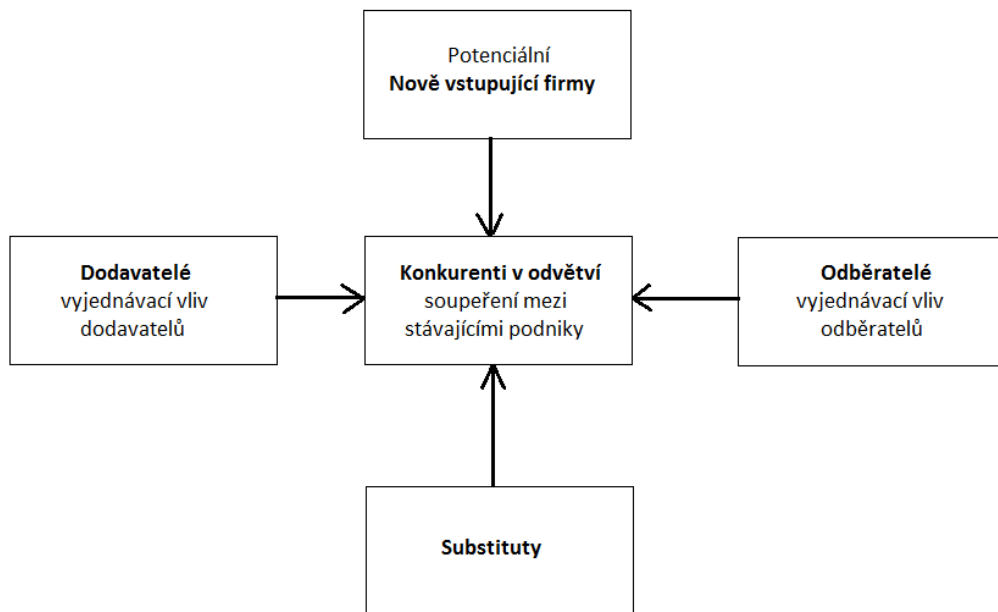 Potenciální
Nově vstupující firmy
Dodavatelé
vyjednávací vliv
dodavatelů
Konkurenti v odvětví
soupeření mezi
stávajícími podniky
Odběratelé
vyjednávací vliv
odběratelů
Substituty